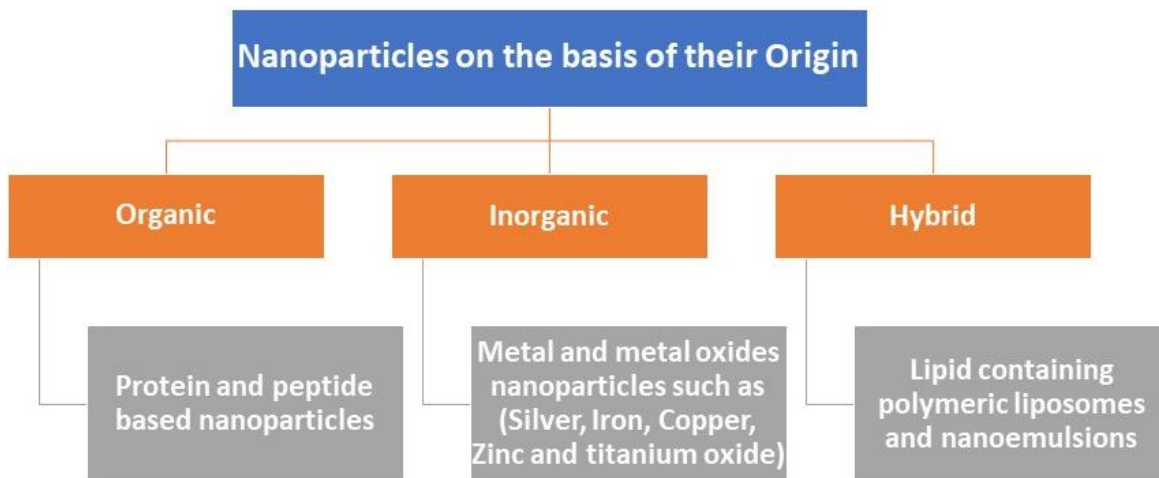 Nanoparticles on the basis of their Origin
Organic
Inorganic
Hybrid
Protein and peptide
based nanoparticles
Metal and metal oxides
nanoparticles such as
(Silver, Iron, Copper,
Zinc and titanium oxide)
Lipid containing
polymeric liposomes
and nanoemulsions